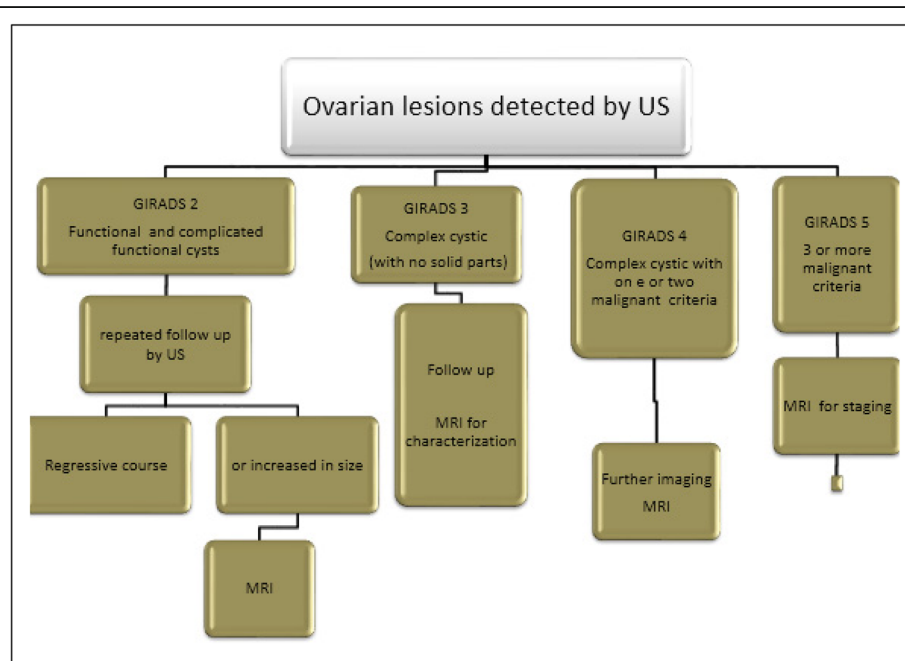 Ovarian lesions detected by US
GIRADS 2
Functional and complicated
functional cysts
repeated follow up
by US
Regressive course
or increased in size
MRI
GIRADS 3
Complex cystic
(with no solid parts)
Follow up
MRI for
characterization
GIRADS 4
Complex cystic with
on e or two
malignant criteria
Further imaging
MRI
GIRADS 5
3 or more
malignant
criteria
MRI for staging